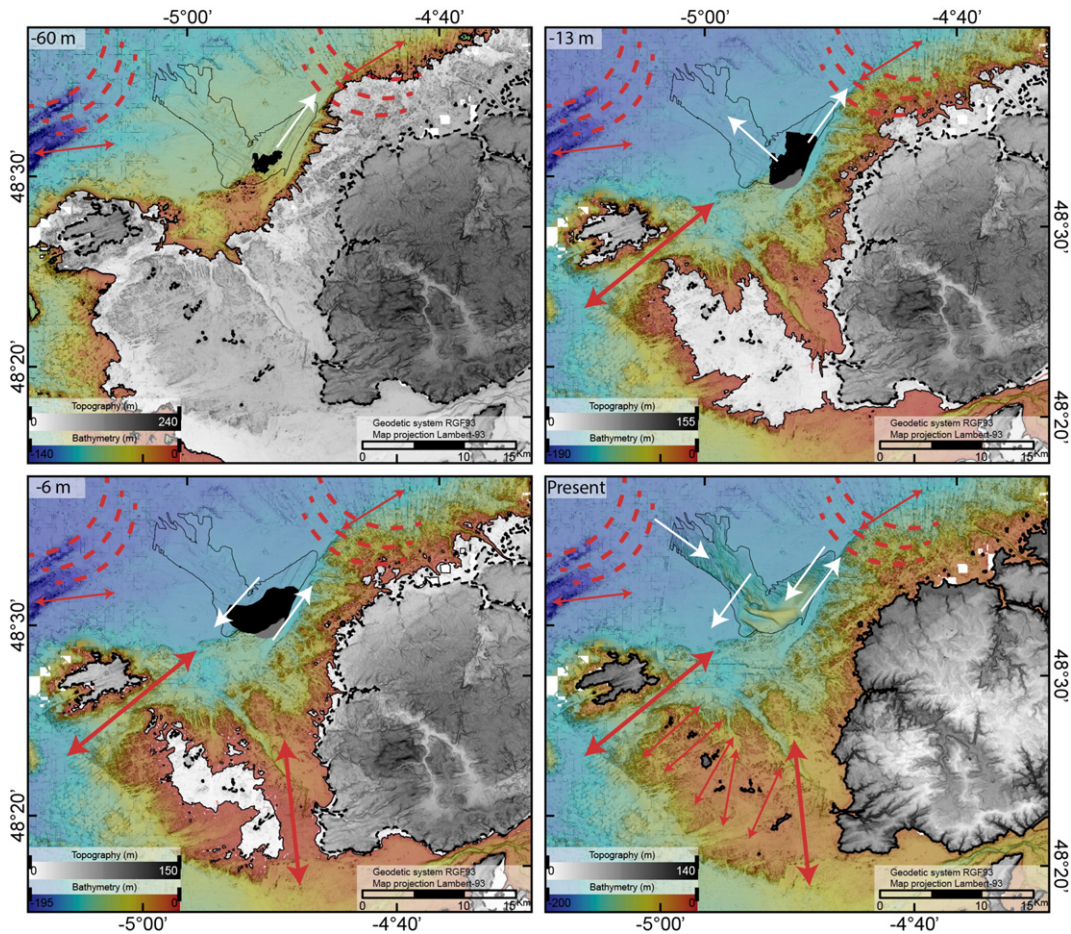 -5°00'
-4°40'
-5°00'
-4°40'
-60 m
-13 m
48°30'
48°20'
48°30'
48°20'
Topography (m)
0
240
Bathymetry (m)
-140
0
Geodetic system RGF93
Map projection Lambert-93
0
10
15
Km
Topography (m)
0
155
Bathymetry (m)
-190
0
Geodetic system RGF93
Map projection Lambert-93
0
10
15
Km
-6 m
Present
48°30'
48°20'
48°30'
48°20'
Topography (m)
0
150
Bathymetry (m)
-195
0
Geodetic system RGF93
Map projection Lambert-93
0
10
15
Km
Topography (m)
0
140
Bathymetry (m)
-200
0
Geodetic system RGF93
Map projection Lambert-93
0
10
15
Km
-5°00'
-4°40'
-5°00'
-4°40'